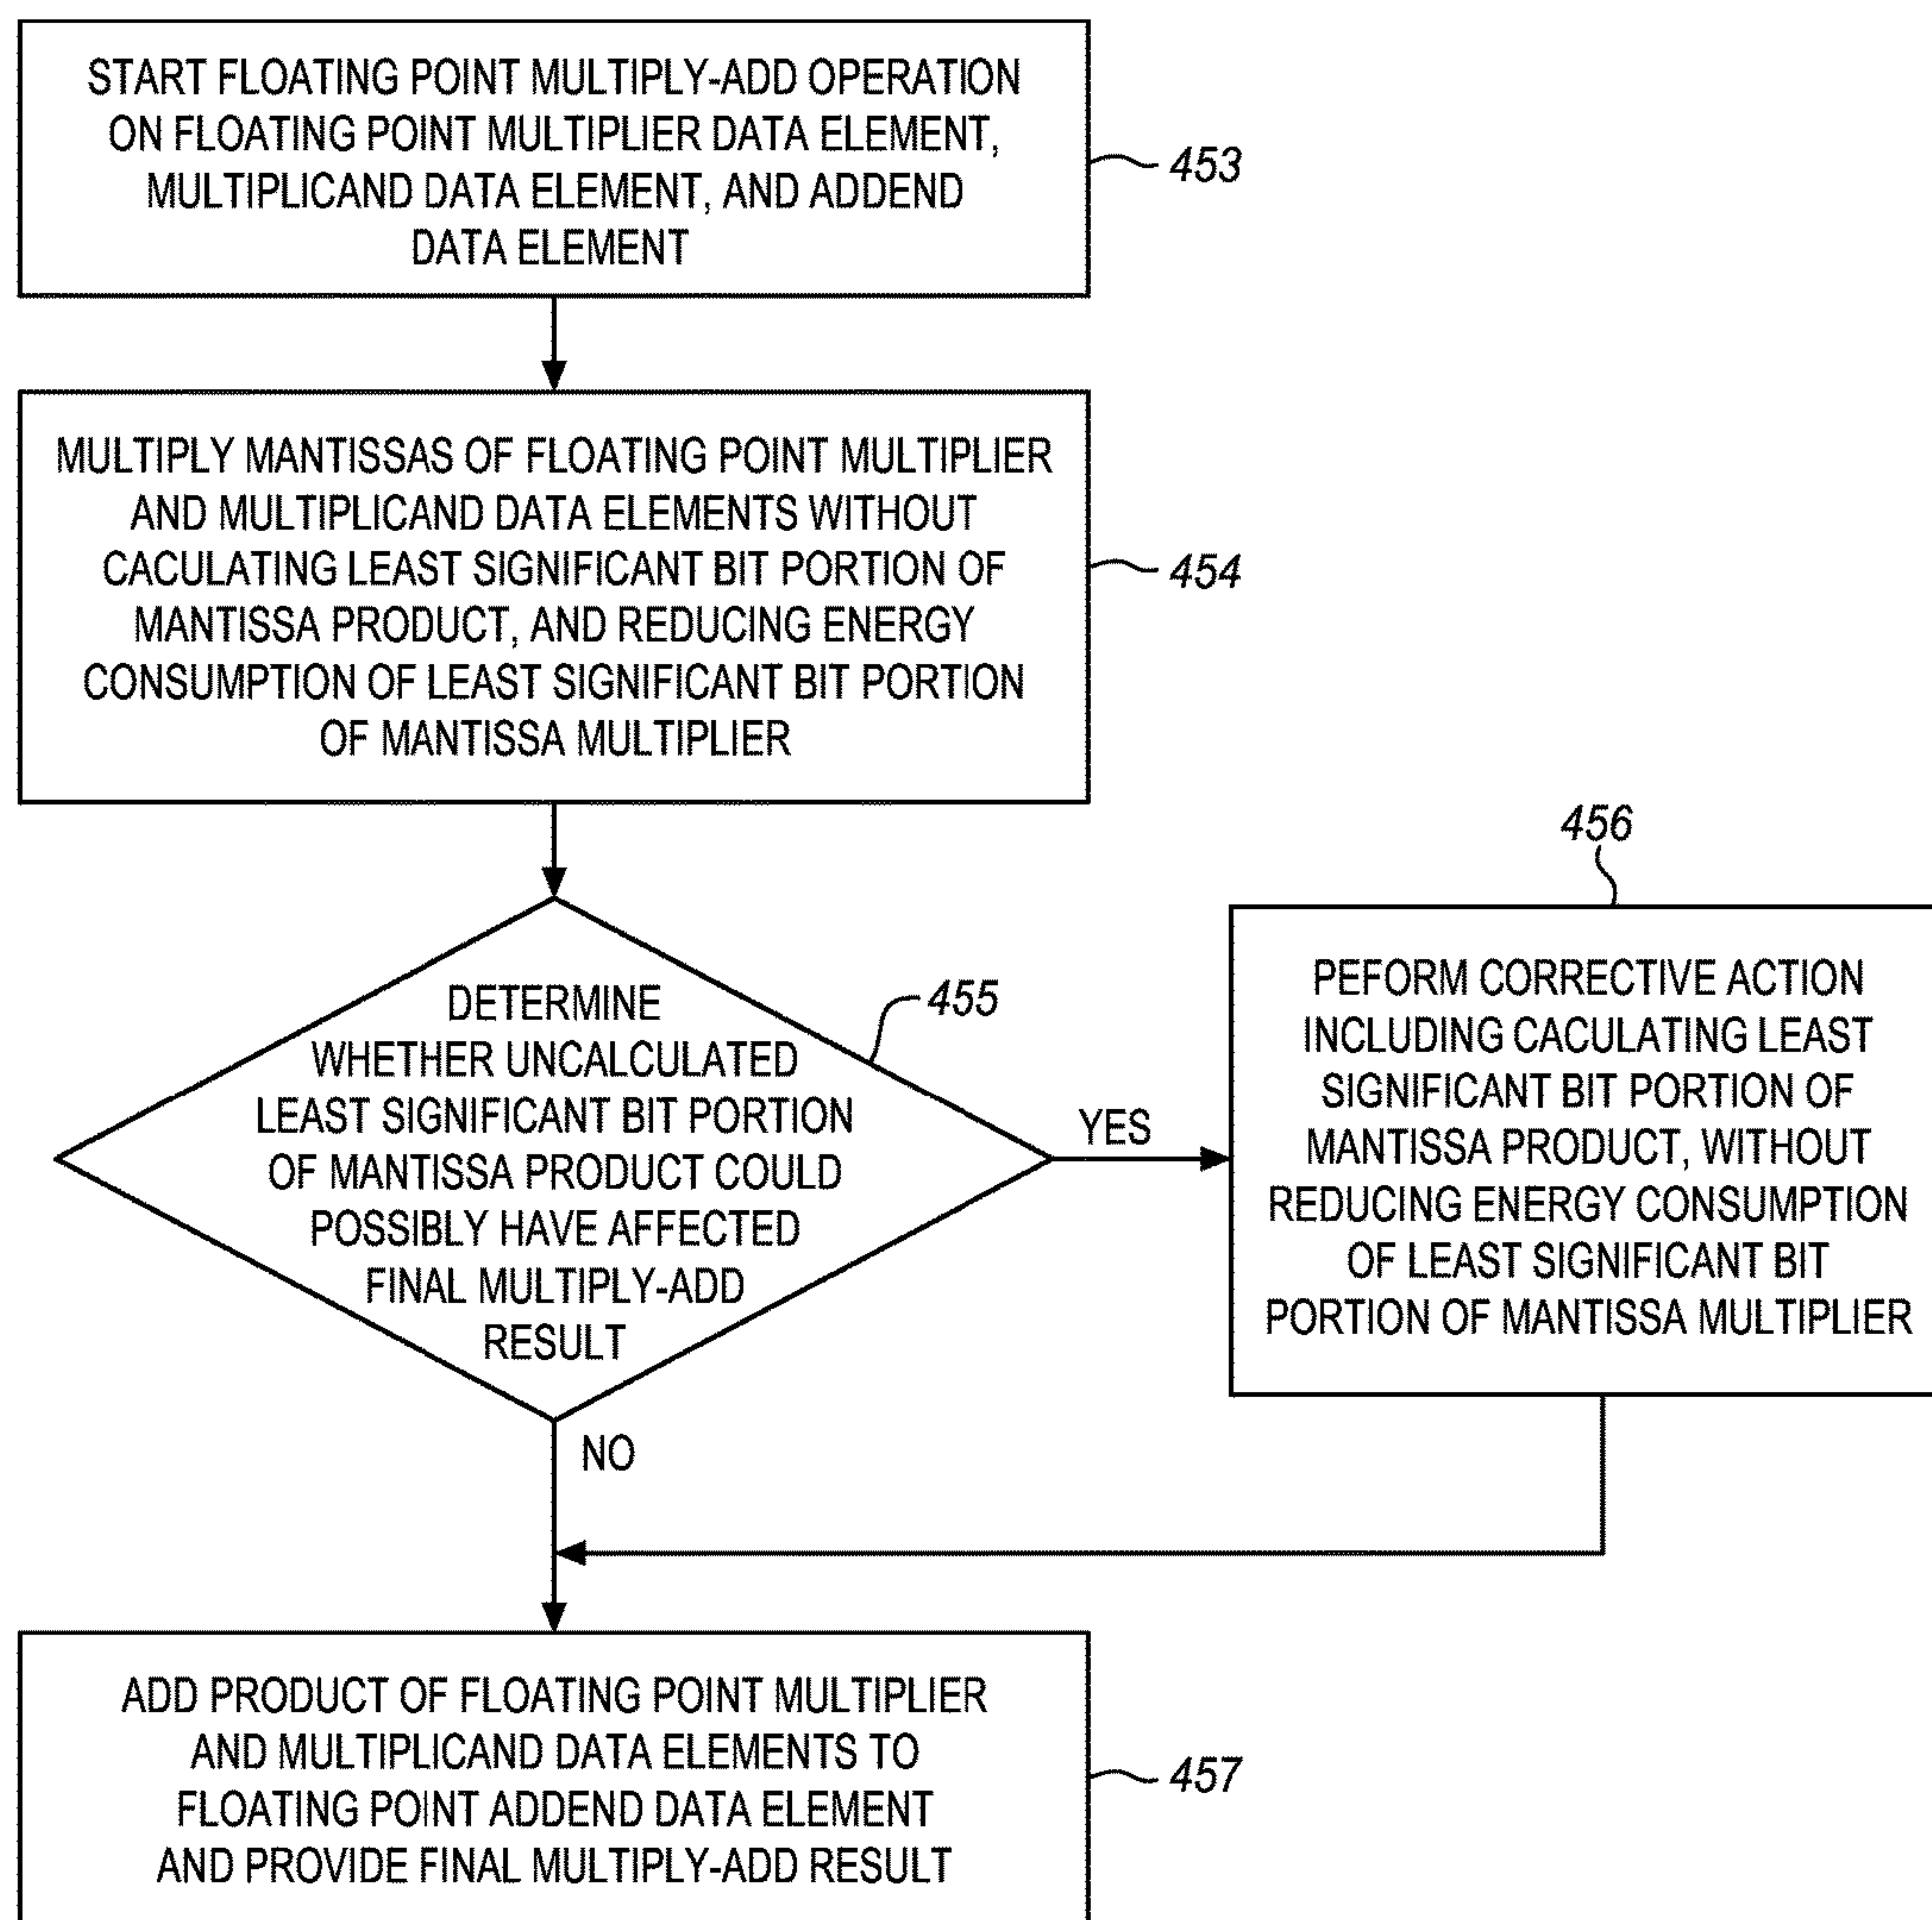 START FLOATING POINT MULTIPLY-ADD OPERATION
ON FLOATING POINT MULTIPLIER DATA ELEMENT,
MULTIPLICAND DATA ELEMENT, AND ADDEND
DATA ELEMENT
453
MULTIPLY MANTISSAS OF FLOATING POINT MULTIPLIER
AND MULTIPLICAND DATA ELEMENTS WITHOUT
CACULATING LEAST SIGNIFICANT BIT PORTION OF
MANTISSA PRODUCT, AND REDUCING ENERGY
CONSUMPTION OF LEAST SIGNIFICANT BIT PORTION
OF MANTISSA MULTIPLIER
454
DETERMINE
WHETHER UNCALCULATED
LEAST SIGNIFICANT BIT PORTION
OF MANTISSA PRODUCT COULD
POSSIBLY HAVE AFFECTED
FINAL MULTIPLY-ADD
RESULT
455
YES
NO
456
PEFORM CORRECTIVE ACTION
INCLUDING CACULATING LEAST
SIGNIFICANT BIT PORTION OF
MANTISSA PRODUCT, WITHOUT
REDUCING ENERGY CONSUMPTION
OF LEAST SIGNIFICANT BIT
PORTION OF MANTISSA MULTIPLIER
ADD PRODUCT OF FLOATING POINT MULTIPLIER
AND MULTIPLICAND DATA ELEMENTS TO
FLOATING POINT ADDEND DATA ELEMENT
AND PROVIDE FINAL MULTIPLY-ADD RESULT
457